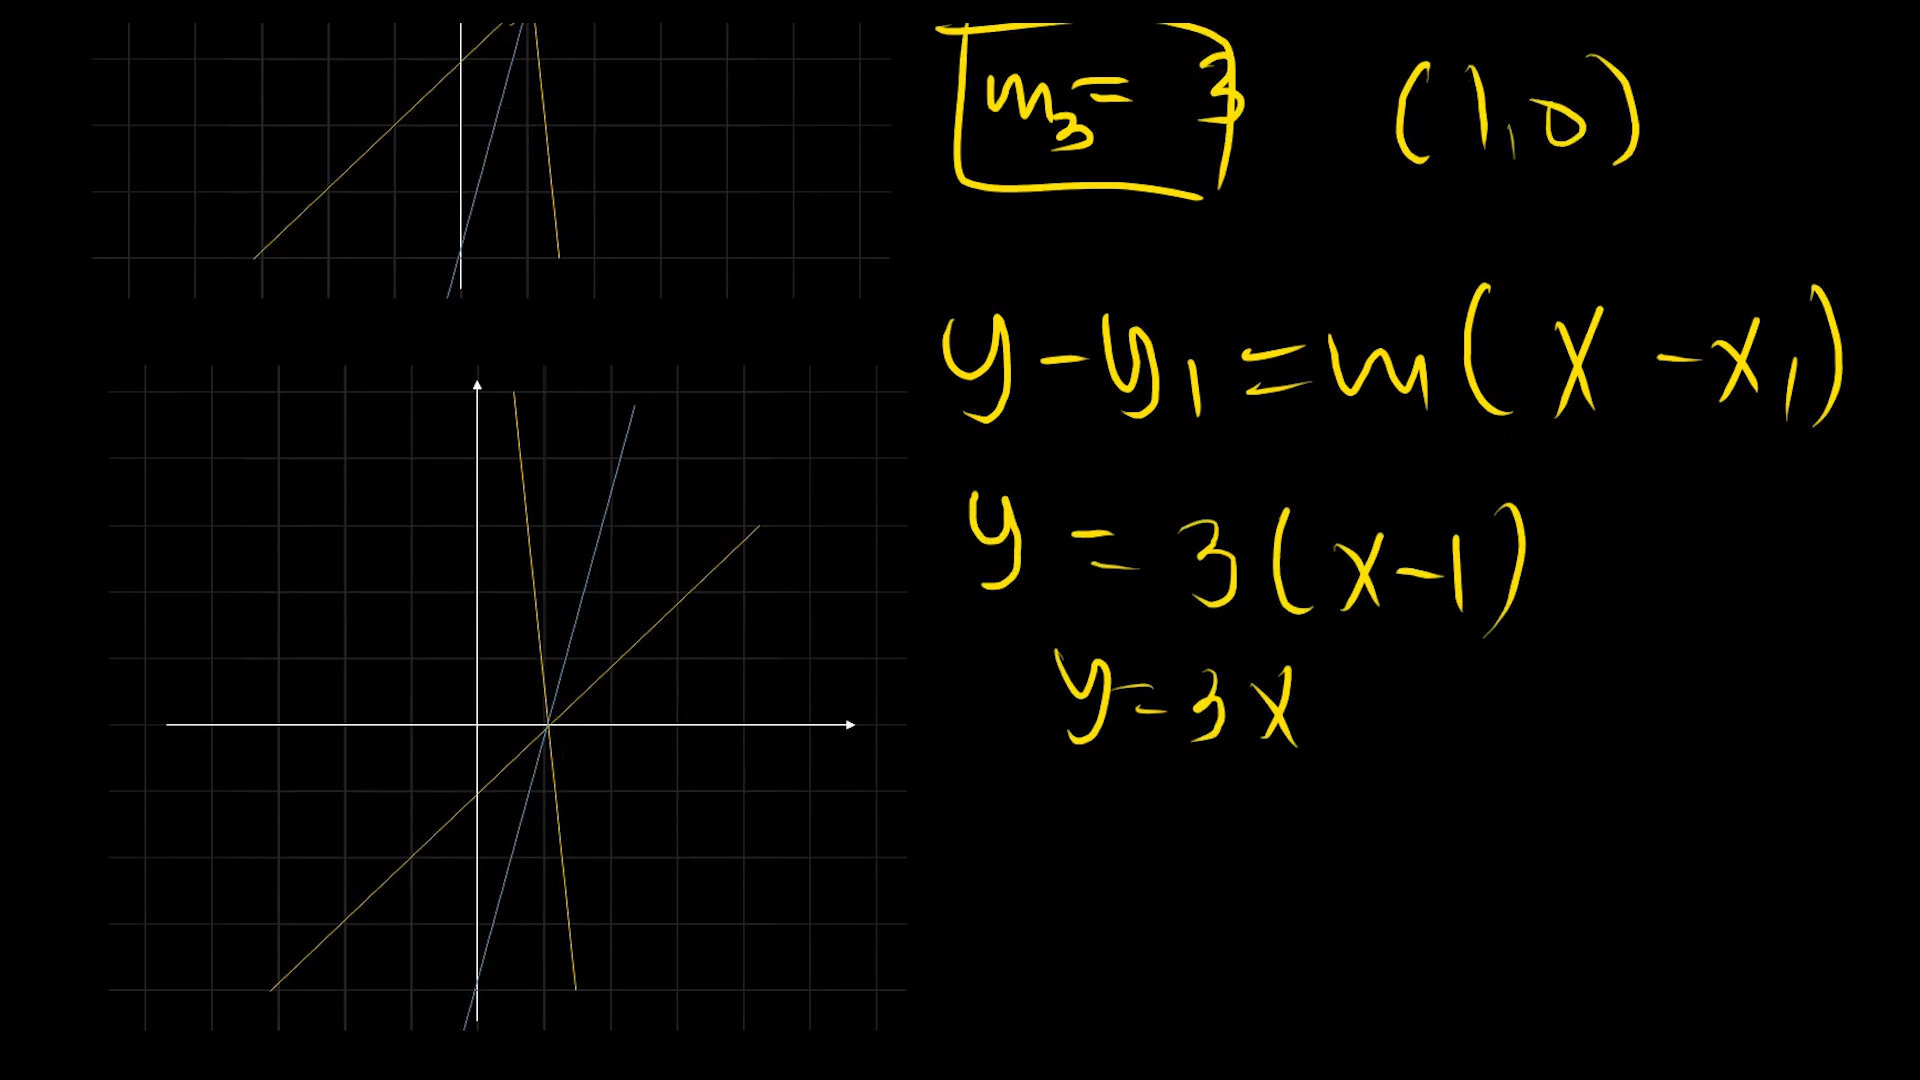 m₃ = 3 (1,0)
y - y₁ = m(x - x₁)
y = 3(x-1)
y = 3x